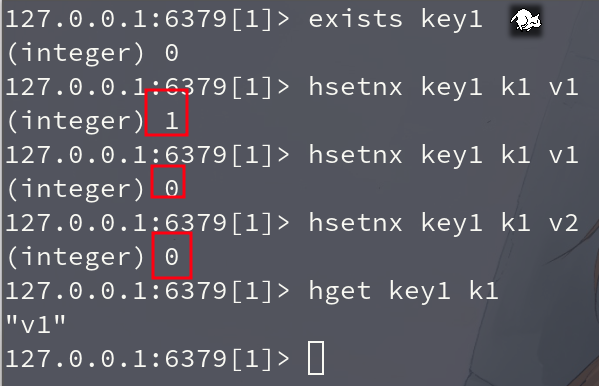 127.0.0.1:6379[1]> exists key1
(integer) 0
127.0.0.1:6379[1]> hsetnx key1 k1 v1
(integer) 1
127.0.0.1:6379[1]> hsetnx key1 k1 v1
(integer) 0
127.0.0.1:6379[1]> hsetnx key1 k1 v2
(integer) 0
127.0.0.1:6379[1]> hget key1 k1
"v1"
127.0.0.1:6379[1]>